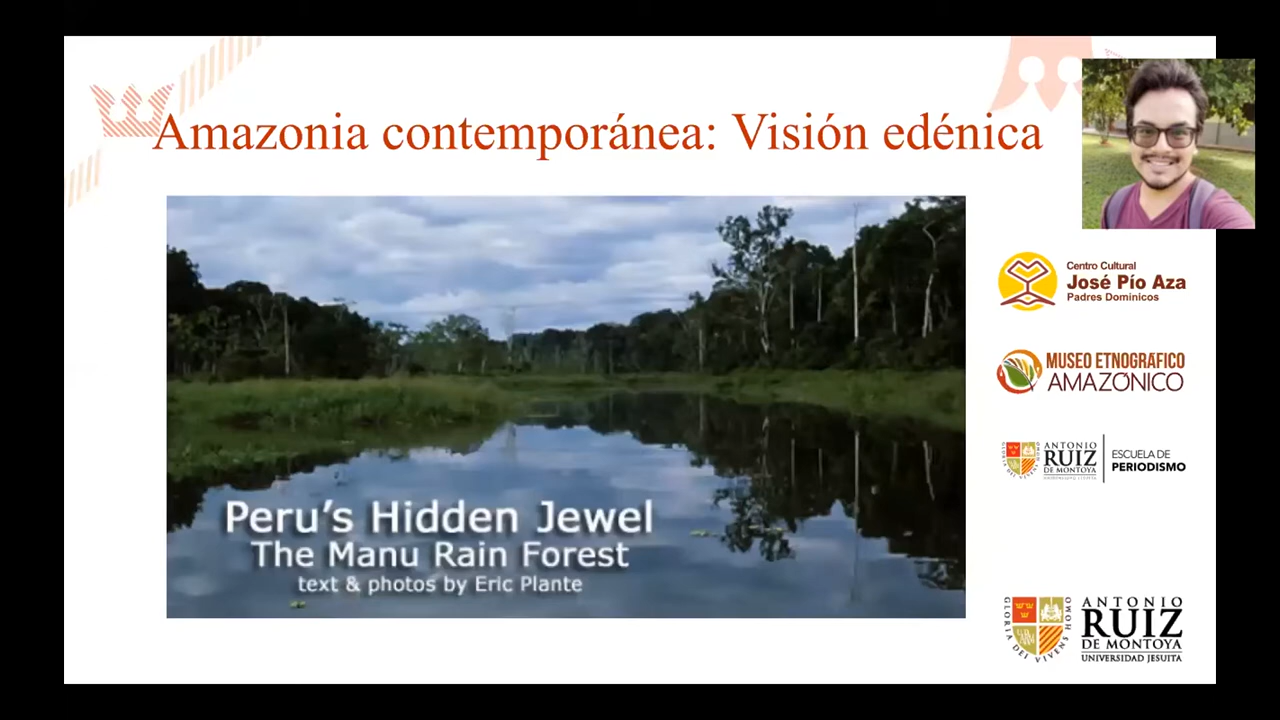 Amazonia contemporánea: Visión edénica
Peru's Hidden Jewel
The Manu Rain Forest
text & photos by Eric Plante
Centro Cultural
José Pío Aza
Padres Dominicos
MUSEO ETNOGRÁFICO
AMAZÓNICO
ANTONIO
RUIZ
DE MONTOYA
ESCUELA DE
PERIODISMO
GLORIA DEI VIVENS HOMO
ANTONIO
RUIZ
DE MONTOYA
UNIVERSIDAD JESUITA